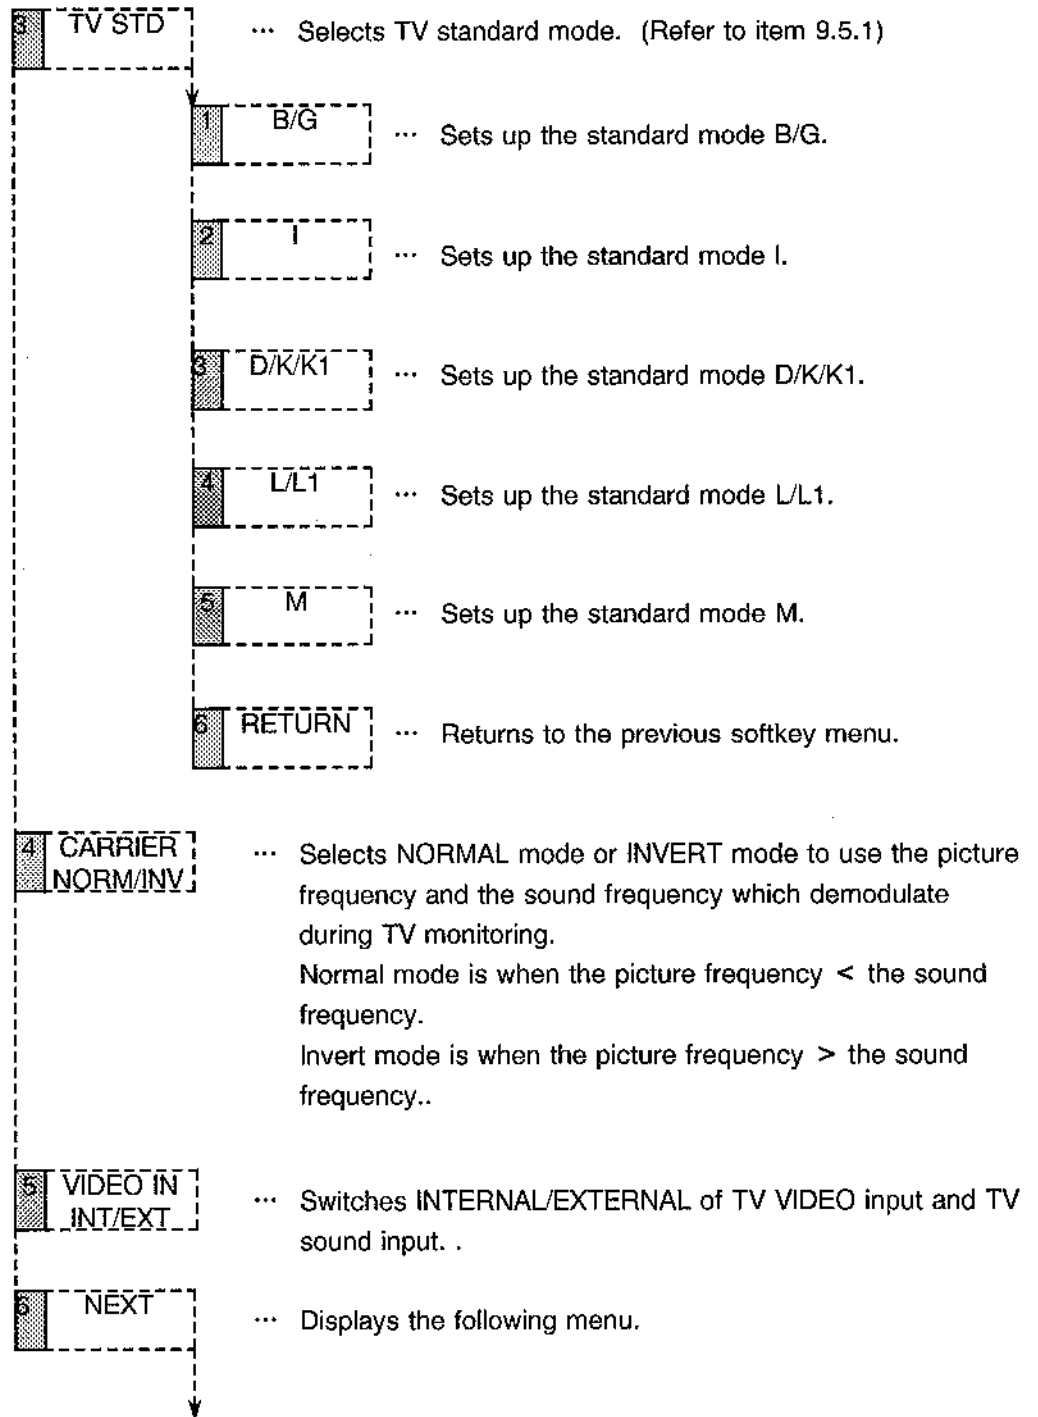 3 TV STD ... Selects TV standard mode. (Refer to item 9.5.1)
1 B/G ... Sets up the standard mode B/G.
2 I ... Sets up the standard mode I.
3 D/K/K1 ... Sets up the standard mode D/K/K1.
4 L/L1 ... Sets up the standard mode L/L1.
5 M ... Sets up the standard mode M.
6 RETURN ... Returns to the previous softkey menu.
4 CARRIER NORM/INV ... Selects NORMAL mode or INVERT mode to use the picture
frequency and the sound frequency which demodulate
during TV monitoring.
Normal mode is when the picture frequency < the sound
frequency.
Invert mode is when the picture frequency > the sound
frequency..
5 VIDEO IN INT/EXT ... Switches INTERNAL/EXTERNAL of TV VIDEO input and TV
sound input. .
6 NEXT ... Displays the following menu.